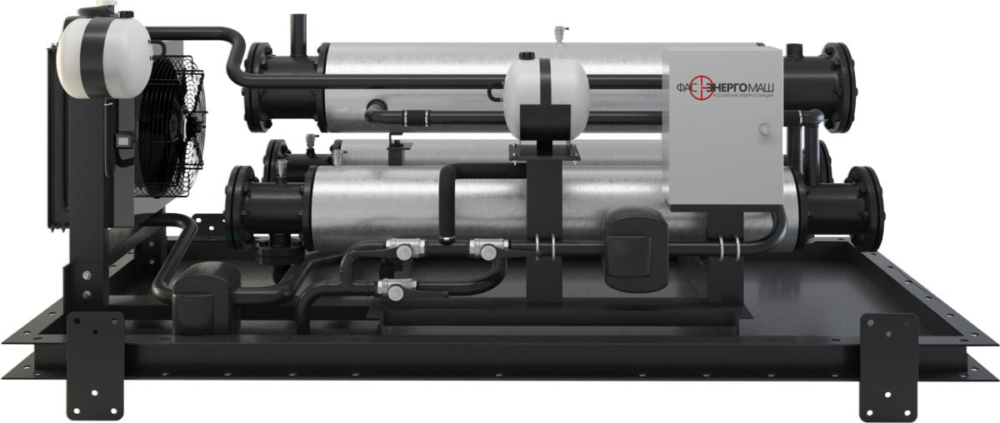 ФАС ЭНЕРГОМАШ
РОССИЙСКИЕ ЭЛЕКТРОСТАНЦИИ